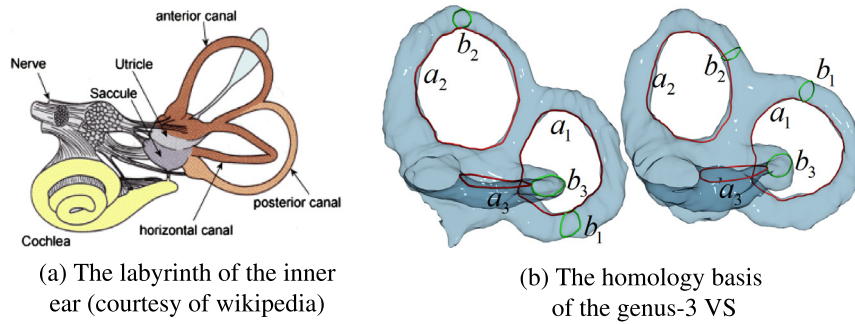 anterior canal
Nerve
Utricle
Saccule
posterior canal
horizontal canal
Cochlea
(a) The labyrinth of the inner
ear (courtesy of wikipedia)
b2
a2
a1
b3
a3
b1
a2
b2
b1
a1
b3
a3
(b) The homology basis
of the genus-3 VS